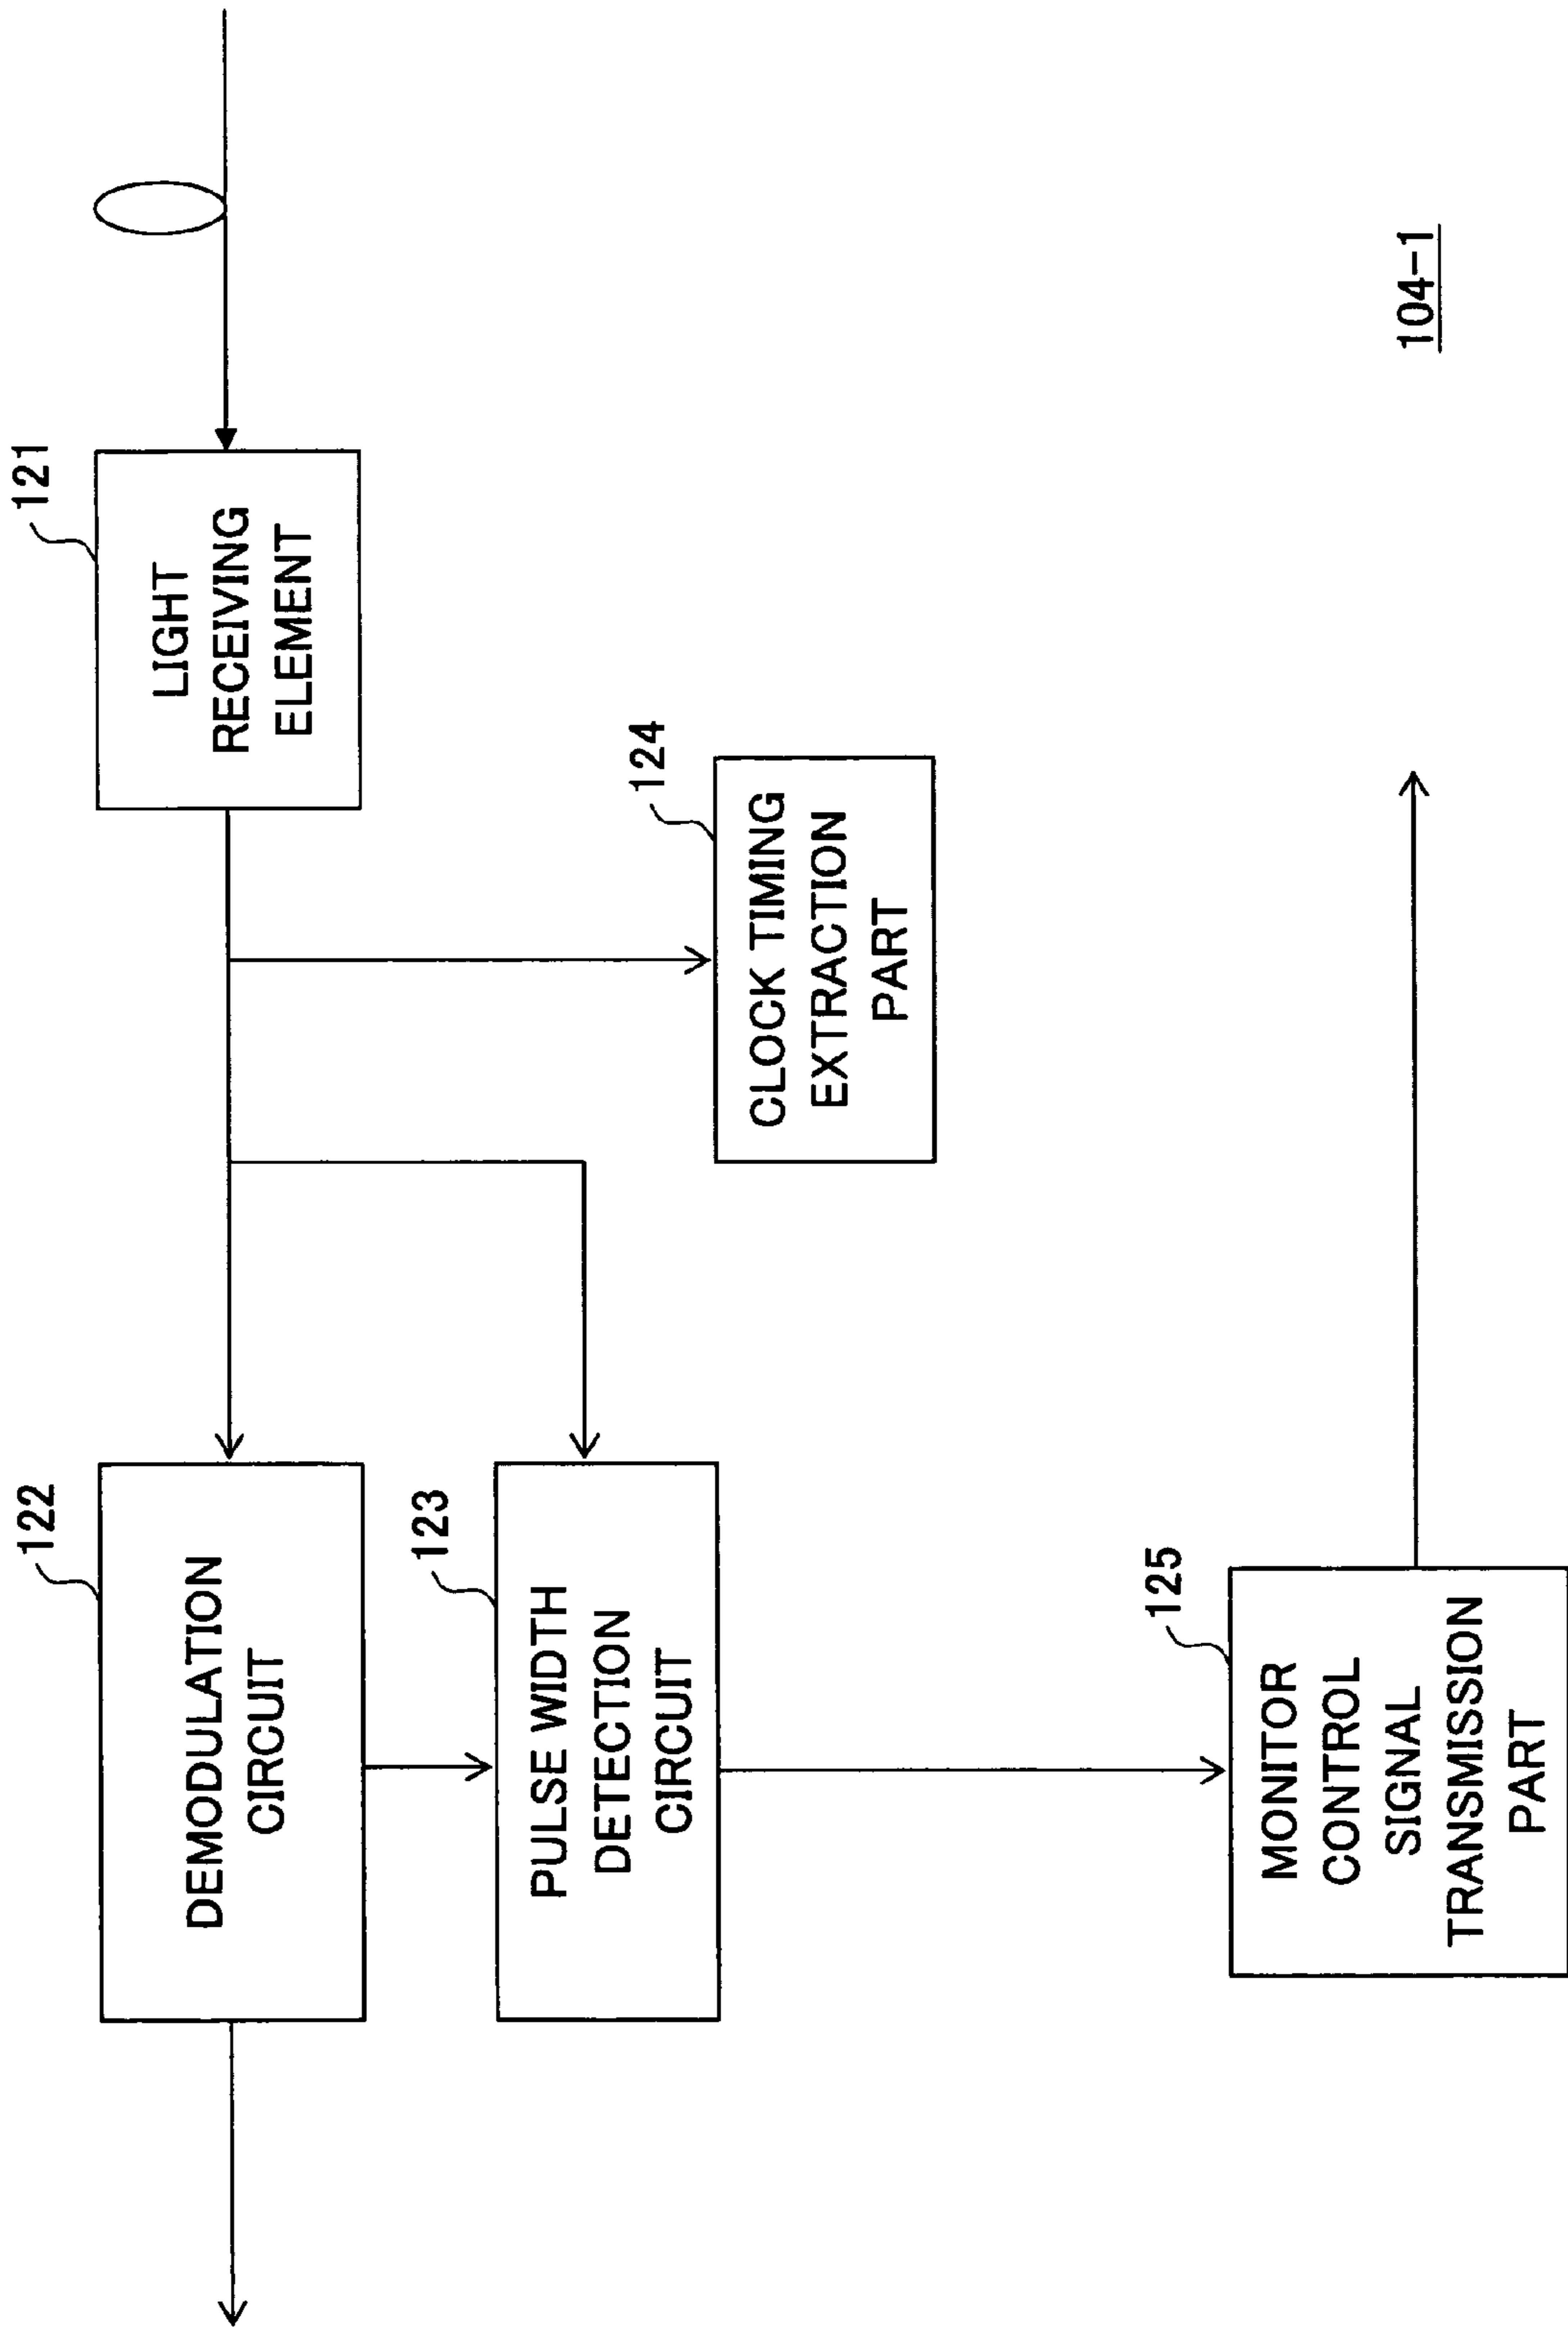 121
LIGHT
RECEIVING
ELEMENT
122
DEMODULATION
CIRCUIT
123
PULSE WIDTH
DETECTION
CIRCUIT
124
CLOCK TIMING
EXTRACTION
PART
125
MONITOR
CONTROL
SIGNAL
TRANSMISSION
PART
104-1